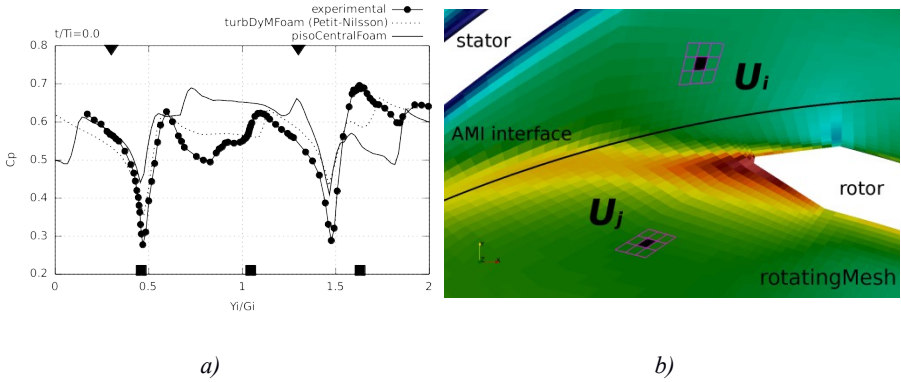 experimental
turbDyMFoam (Petit-Nilsson)
pisoCentralFoam
t/Ti=0.0
0.8
0.7
0.6
0.5
0.4
0.3
0.2
Cp
0
0.5
1
1.5
2
Yi/Gi
a)
stator
Ui
AMI interface
rotor
Uj
rotatingMesh
b)